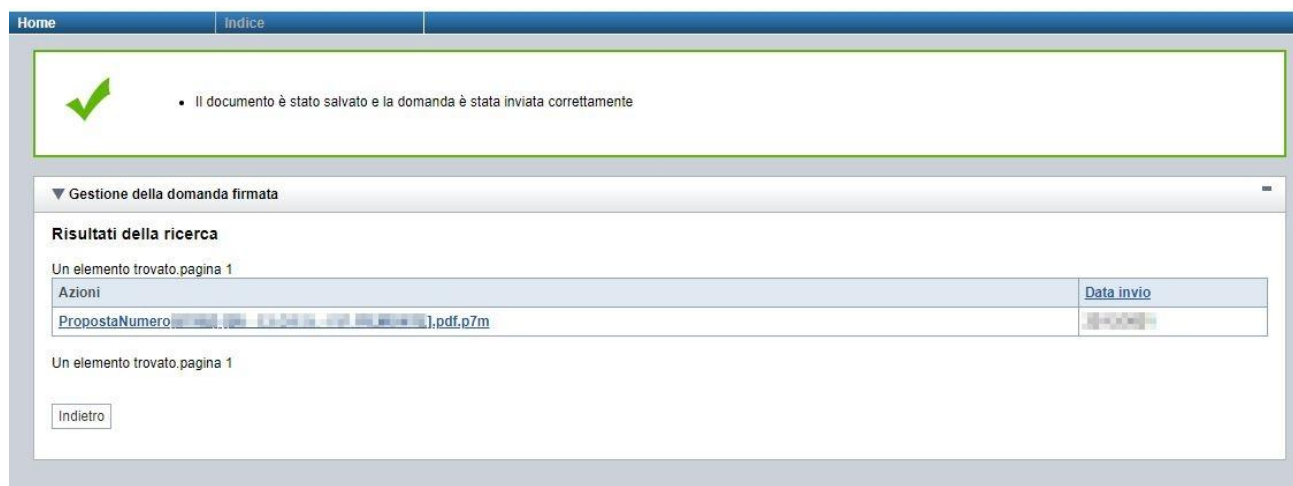 Home Indice
Il documento è stato salvato e la domanda è stata inviata correttamente
Gestione della domanda firmata
Risultati della ricerca
Un elemento trovato.pagina 1
Azioni Data invio
PropostaNumero ].pdf.p7m
Un elemento trovato.pagina 1
Indietro